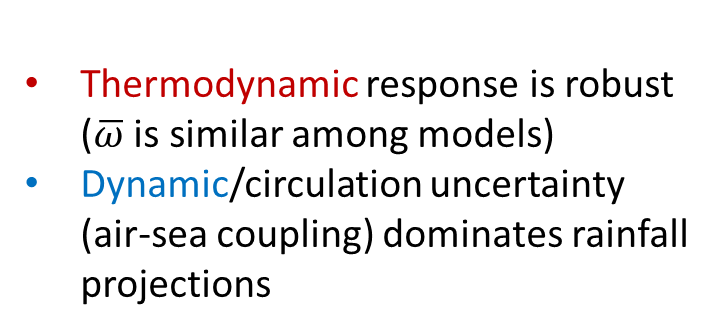 • Thermodynamic response is robust
(ω̅ is similar among models)
• Dynamic/circulation uncertainty
(air-sea coupling) dominates rainfall
projections